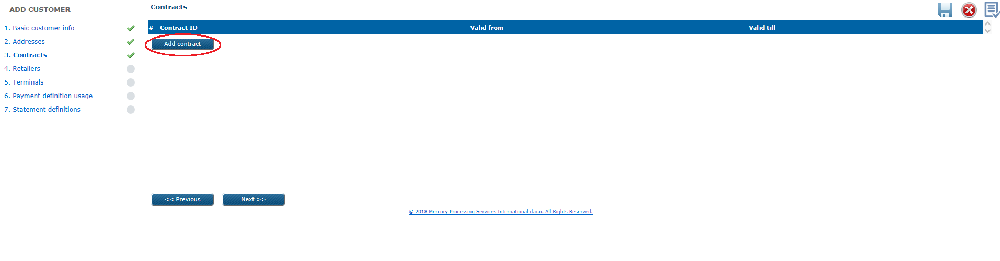 ADD CUSTOMER
1. Basic customer info
2. Addresses
3. Contracts
4. Retailers
5. Terminals
6. Payment definition usage
7. Statement definitions
Contracts
# Contract ID Valid from Valid till
Add contract
<< Previous Next >>
© 2018 Mercury Processing Services International d.o.o. All Rights Reserved.